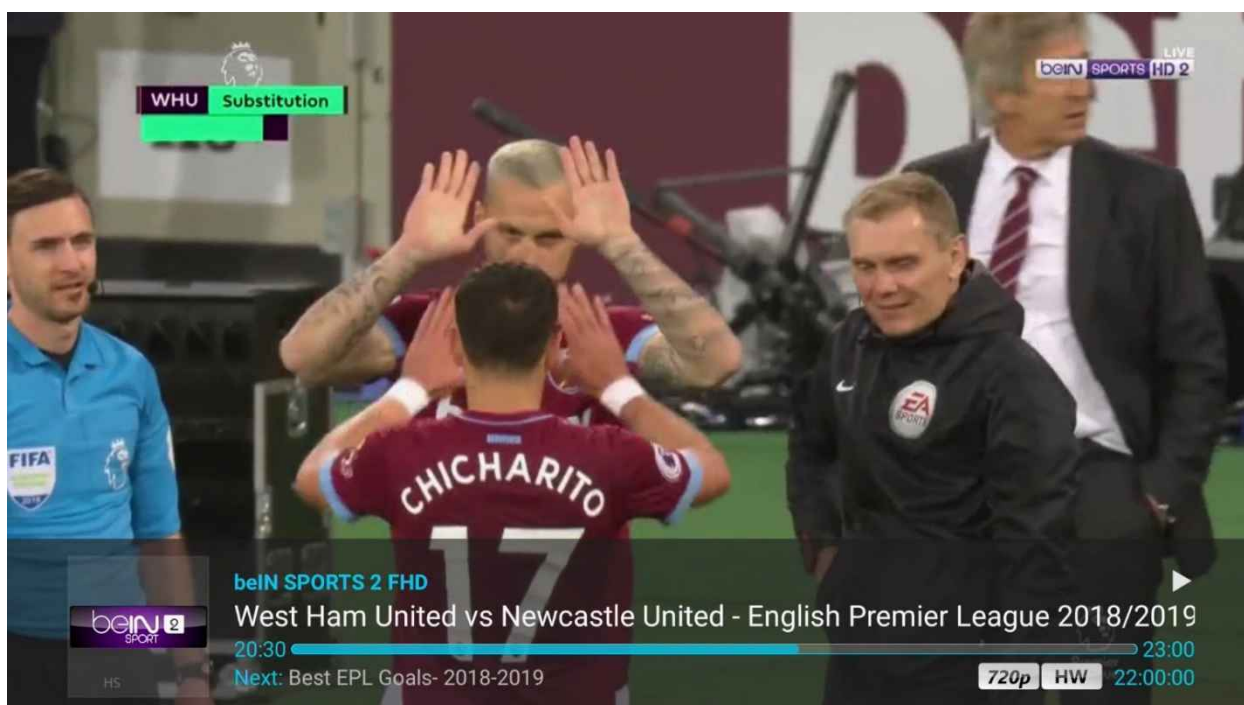 LIVE
beIN SPORTS HD 2
WHU Substitution
FIFA
2019
EA
SPORTS
CHICHARITO
17
beIN SPORTS 2 FHD
beIN 2
SPORT
West Ham United vs Newcastle United - English Premier League 2018/2019
20:30 23:00
HS
Next: Best EPL Goals- 2018-2019
720p HW 22:00:00